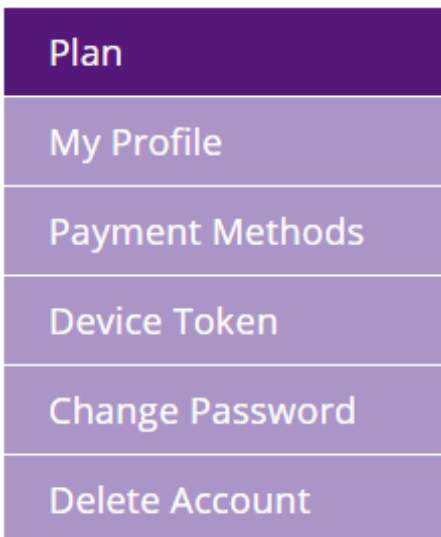 Plan
My Profile
Payment Methods
Device Token
Change Password
Delete Account